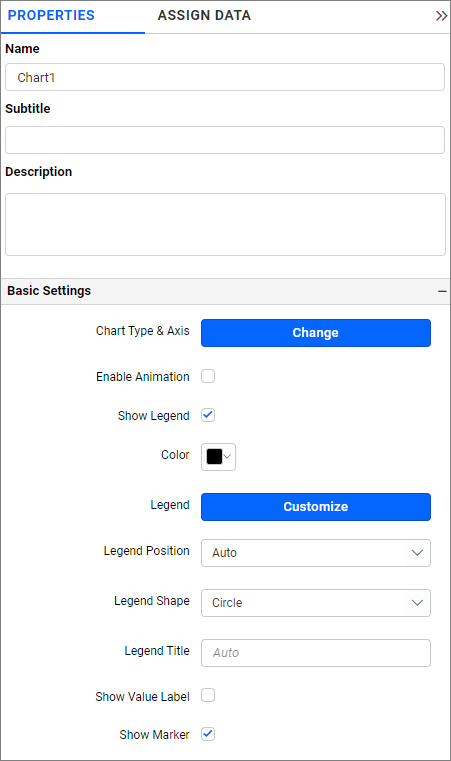 PROPERTIES ASSIGN DATA
Name
Chart1
Subtitle
Description
Basic Settings
Chart Type & Axis Change
Enable Animation
Show Legend
Color
Legend Customize
Legend Position Auto
Legend Shape Circle
Legend Title Auto
Show Value Label
Show Marker